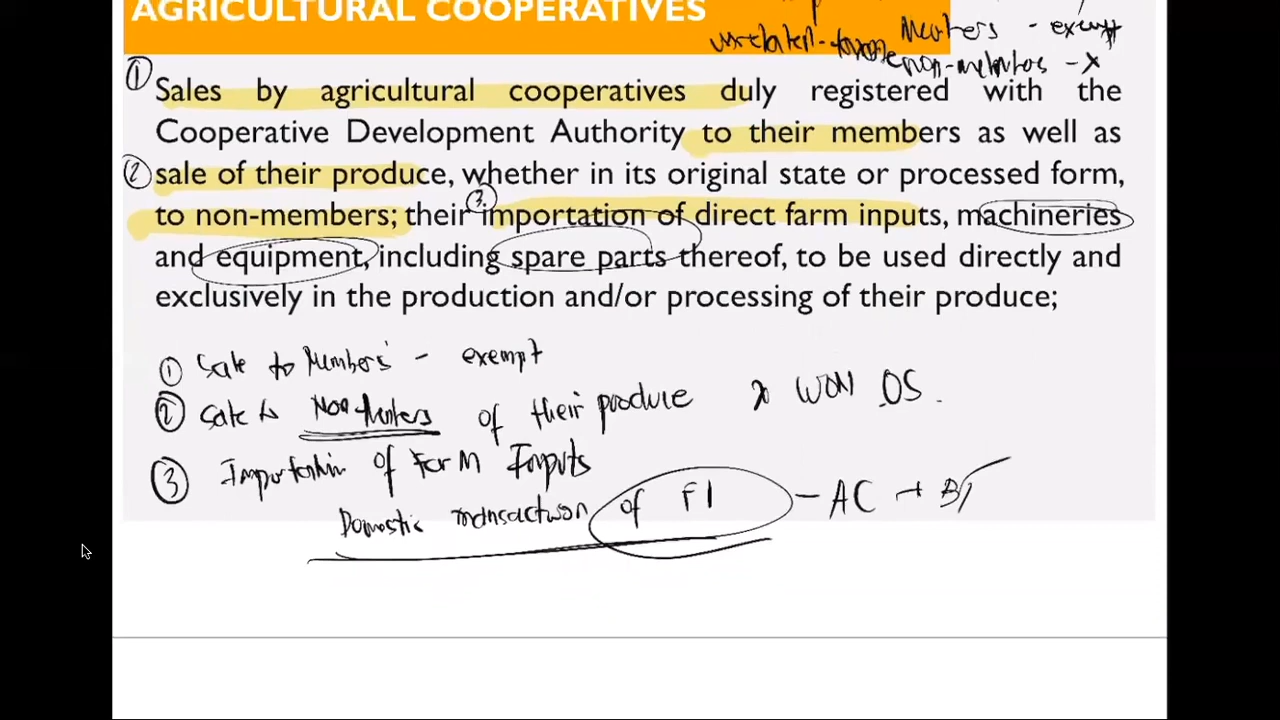 AGRICULTURAL COOPERATIVES
Members - exempt
non-members - x
① Sales by agricultural cooperatives duly registered with the
Cooperative Development Authority to their members as well as
② sale of their produce, whether in its original state or processed form,
to non-members; their 3. importation of direct farm inputs, machineries
and equipment, including spare parts thereof, to be used directly and
exclusively in the production and/or processing of their produce;
① Sale to Members - exempt
② Sale to Non-Members of their produce x WON OS.
③ Importation of Farm Inputs
Domestic transaction of FI - AC → BT